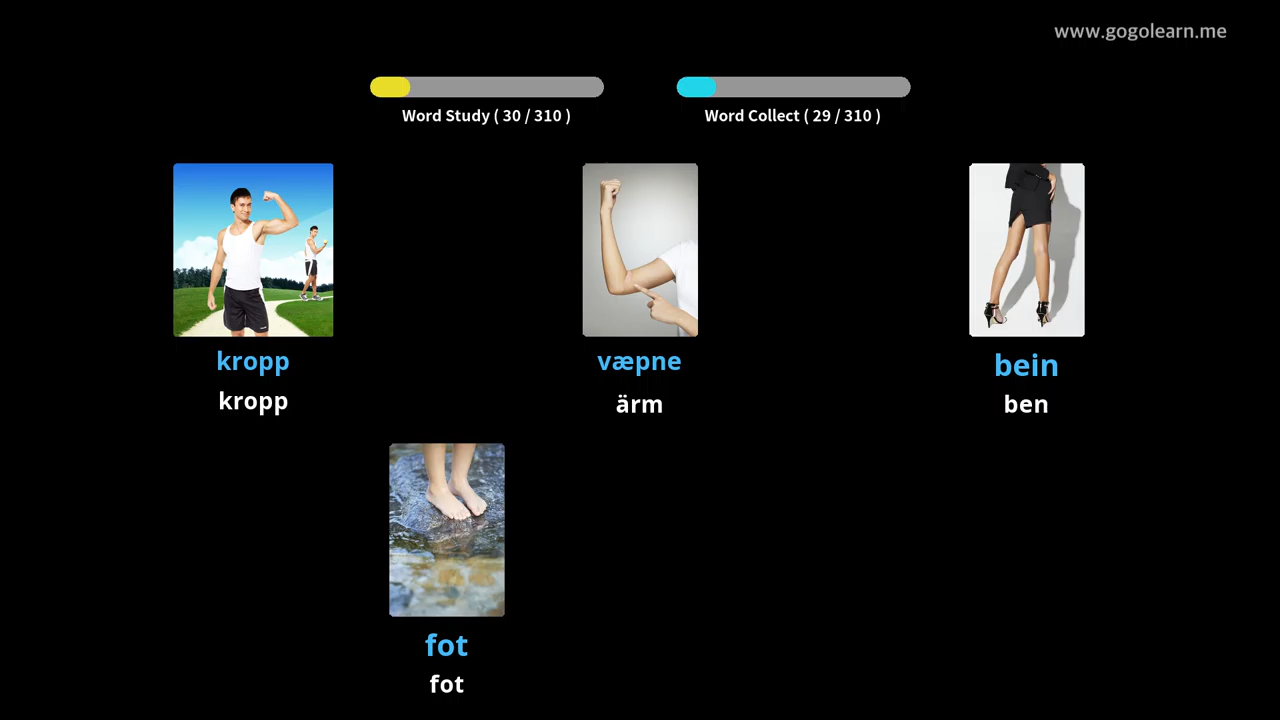 www.gogolearn.me
Word Study ( 30 / 310 )
Word Collect ( 29 / 310 )
kropp
kropp
væpne
ärm
bein
ben
fot
fot